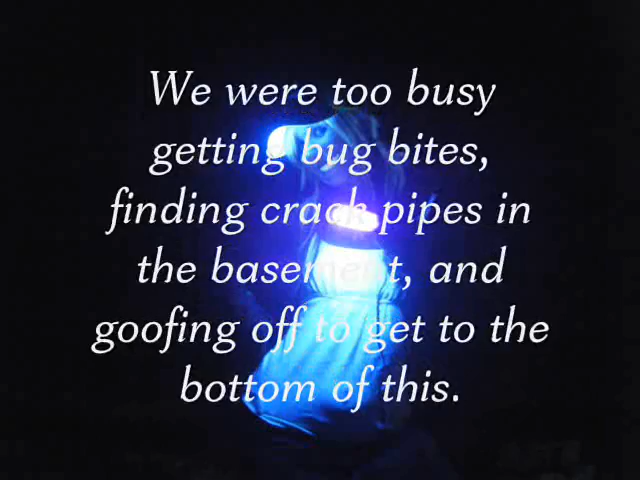 We were too busy
getting bug bites,
finding crack pipes in
the basement, and
goofing off to get to the
bottom of this.